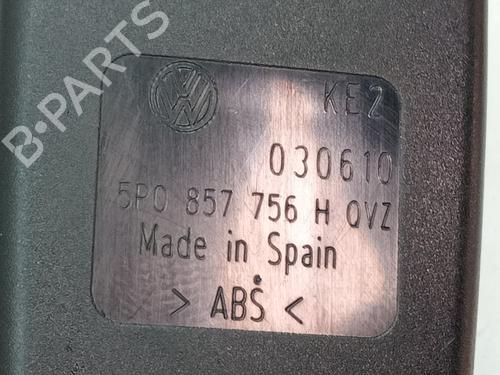 B-PARTS
KE2
030610
5P0 857 756 H QVZ
Made in Spain
> ABS <